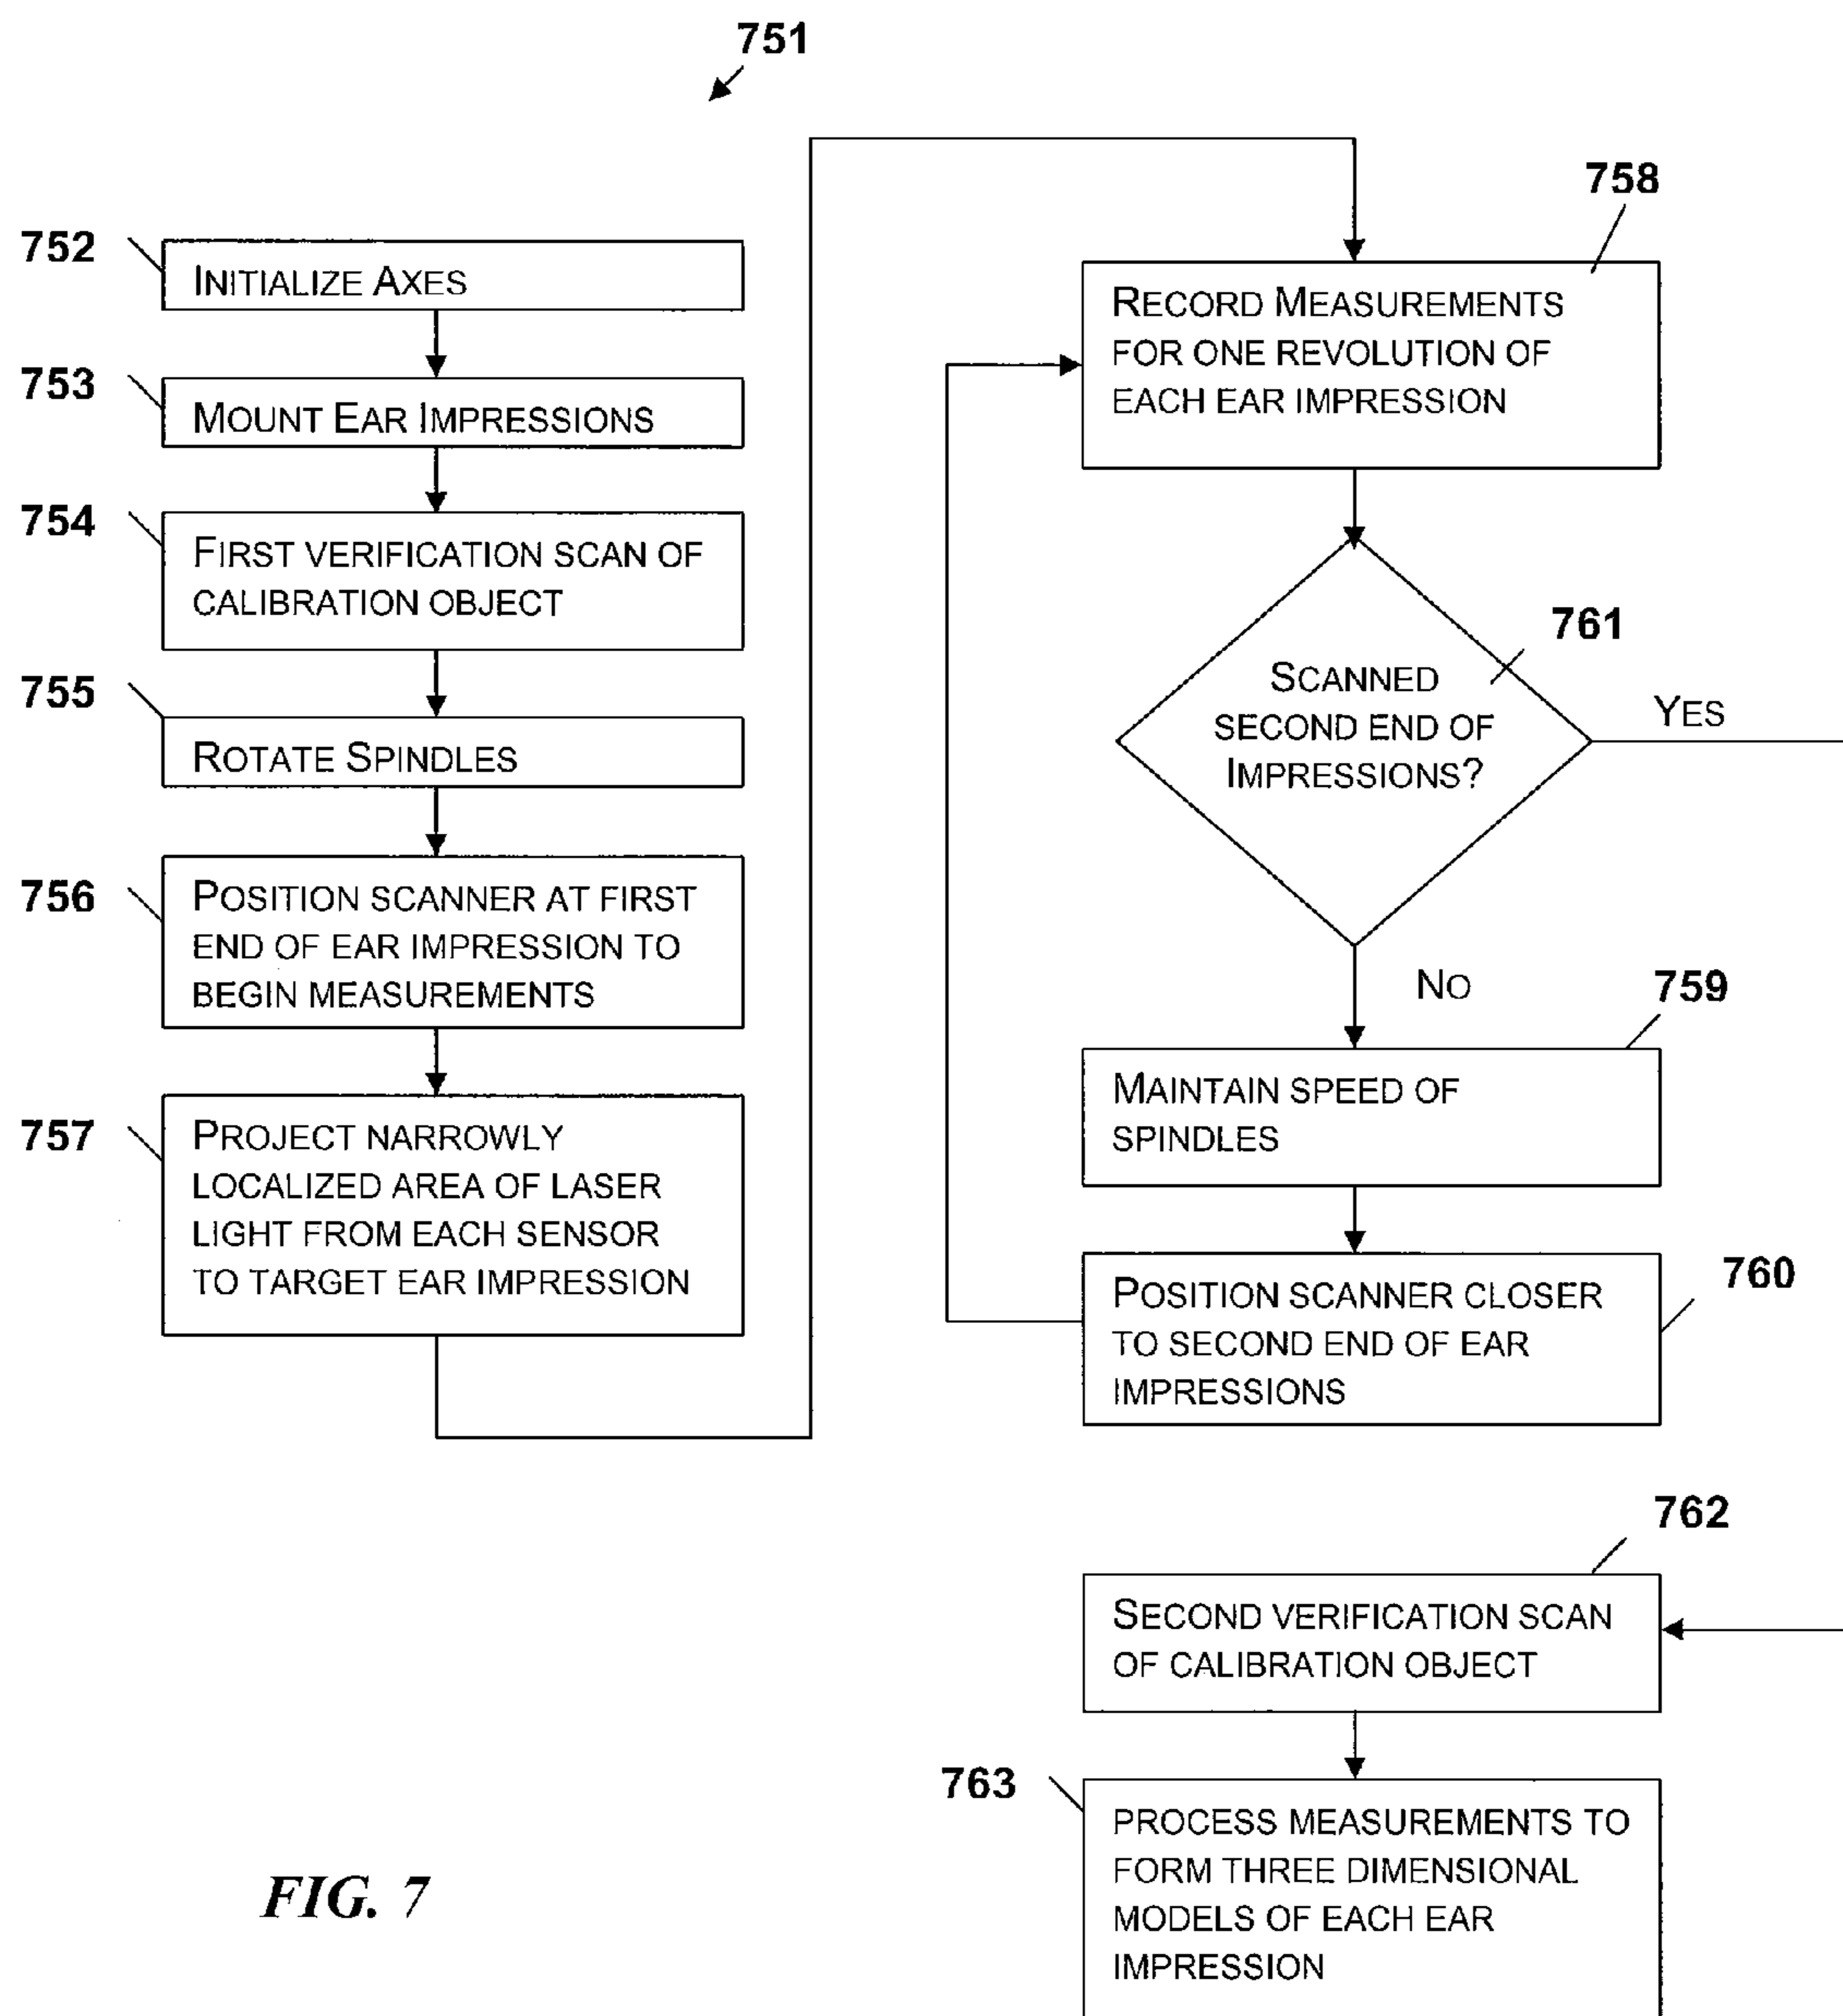 751
752
INITIALIZE AXES
753
MOUNT EAR IMPRESSIONS
754
FIRST VERIFICATION SCAN OF
CALIBRATION OBJECT
755
ROTATE SPINDLES
756
POSITION SCANNER AT FIRST
END OF EAR IMPRESSION TO
BEGIN MEASUREMENTS
757
PROJECT NARROWLY
LOCALIZED AREA OF LASER
LIGHT FROM EACH SENSOR
TO TARGET EAR IMPRESSION
758
RECORD MEASUREMENTS
FOR ONE REVOLUTION OF
EACH EAR IMPRESSION
761
SCANNED
SECOND END OF
IMPRESSIONS?
YES
NO
759
MAINTAIN SPEED OF
SPINDLES
760
POSITION SCANNER CLOSER
TO SECOND END OF EAR
IMPRESSIONS
762
SECOND VERIFICATION SCAN
OF CALIBRATION OBJECT
763
PROCESS MEASUREMENTS TO
FORM THREE DIMENSIONAL
MODELS OF EACH EAR
IMPRESSION
FIG. 7